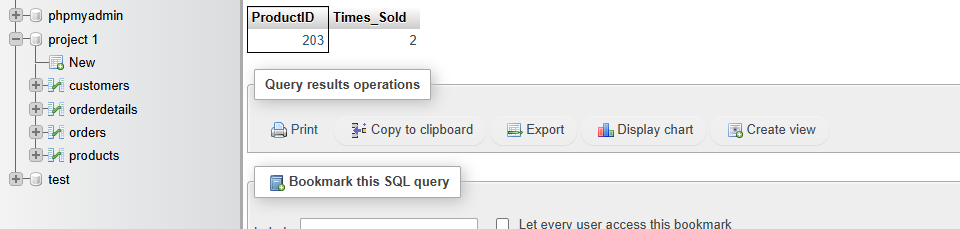 phpmyadmin
project 1
New
customers
orderdetails
orders
products
test
ProductID Times_Sold
203 2
Query results operations
Print Copy to clipboard Export Display chart Create view
Bookmark this SQL query
Let every user access this bookmark